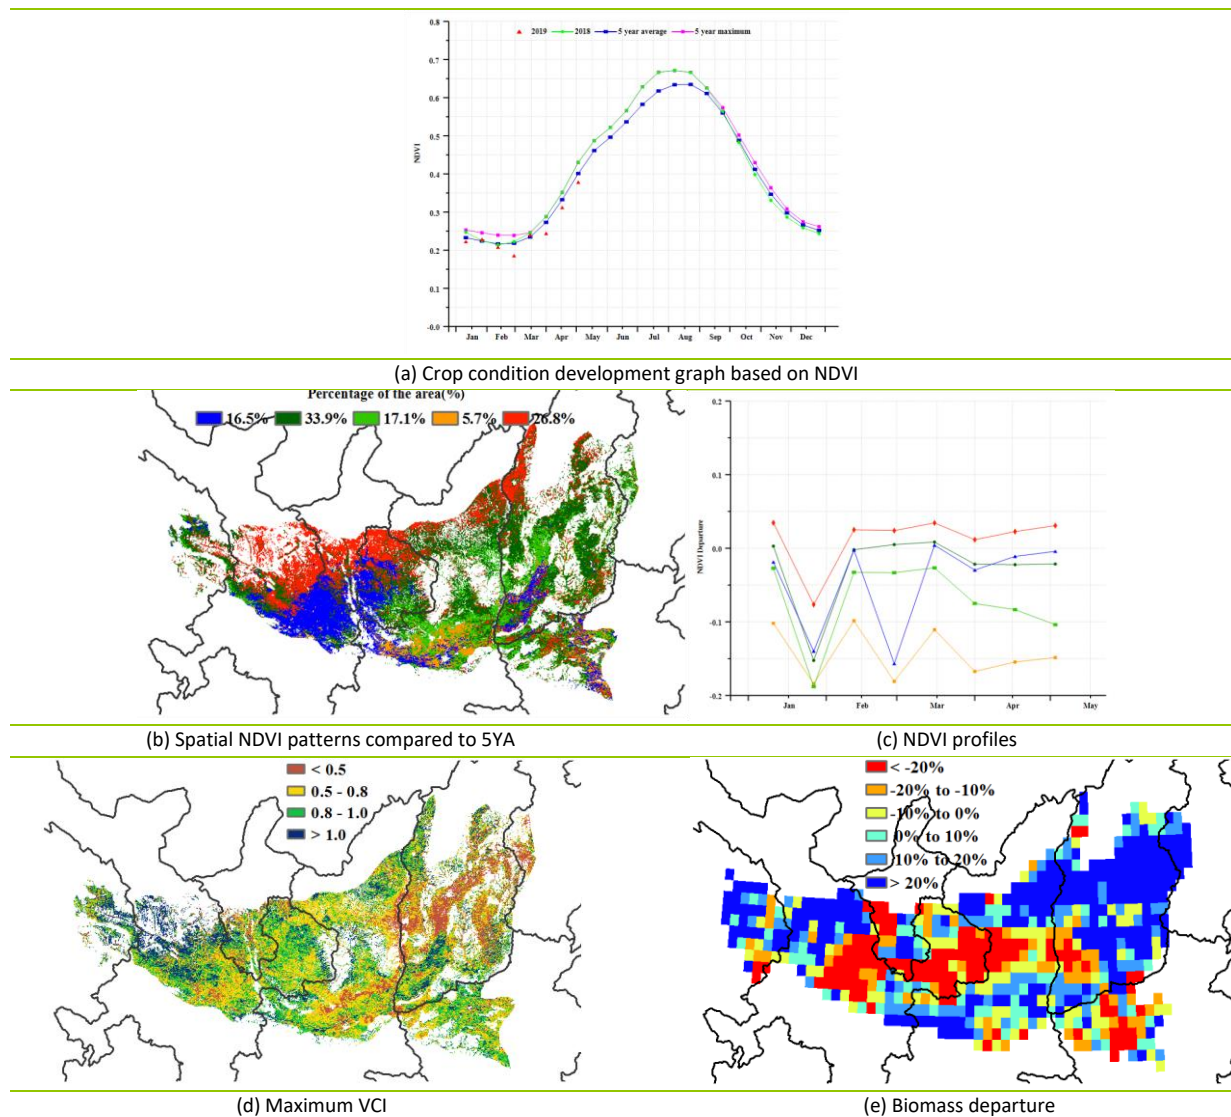 0.8
2019 2018 5 year average 5 year maximum
0.7
0.6
0.5
NDVI
0.4
0.3
0.2
0.1
-0.0
Jan Feb Mar Apr May Jun Jul Aug Sep Oct Nov Dec
(a) Crop condition development graph based on NDVI
Percentage of the area(%)
16.5% 33.9% 17.1% 5.7% 26.8%
0.2
0.1
0.0
NDVI Departure
-0.1
-0.2
Jan Feb Mar Apr May
(b) Spatial NDVI patterns compared to 5YA
(c) NDVI profiles
< 0.5
0.5 - 0.8
0.8 - 1.0
> 1.0
< -20%
-20% to -10%
-10% to 0%
0% to 10%
10% to 20%
> 20%
(d) Maximum VCI
(e) Biomass departure